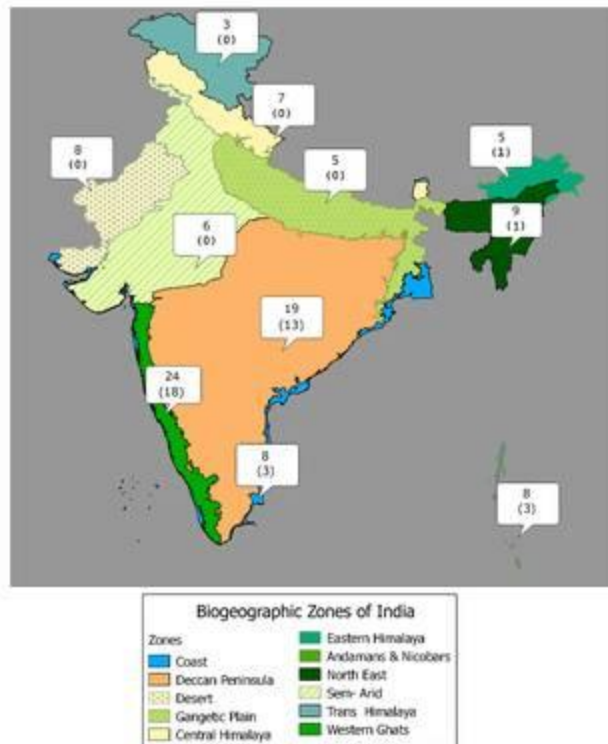 3
(0)
7
(0)
8
(0)
5
(0)
5
(1)
6
(0)
9
(1)
19
(13)
24
(18)
8
(3)
8
(3)
Biogeographic Zones of India
Zones
Coast
Deccan Peninsula
Desert
Gangetic Plain
Central Himalaya
Eastern Himalaya
Andamans & Nicobars
North East
Semi- Arid
Trans Himalaya
Western Ghats